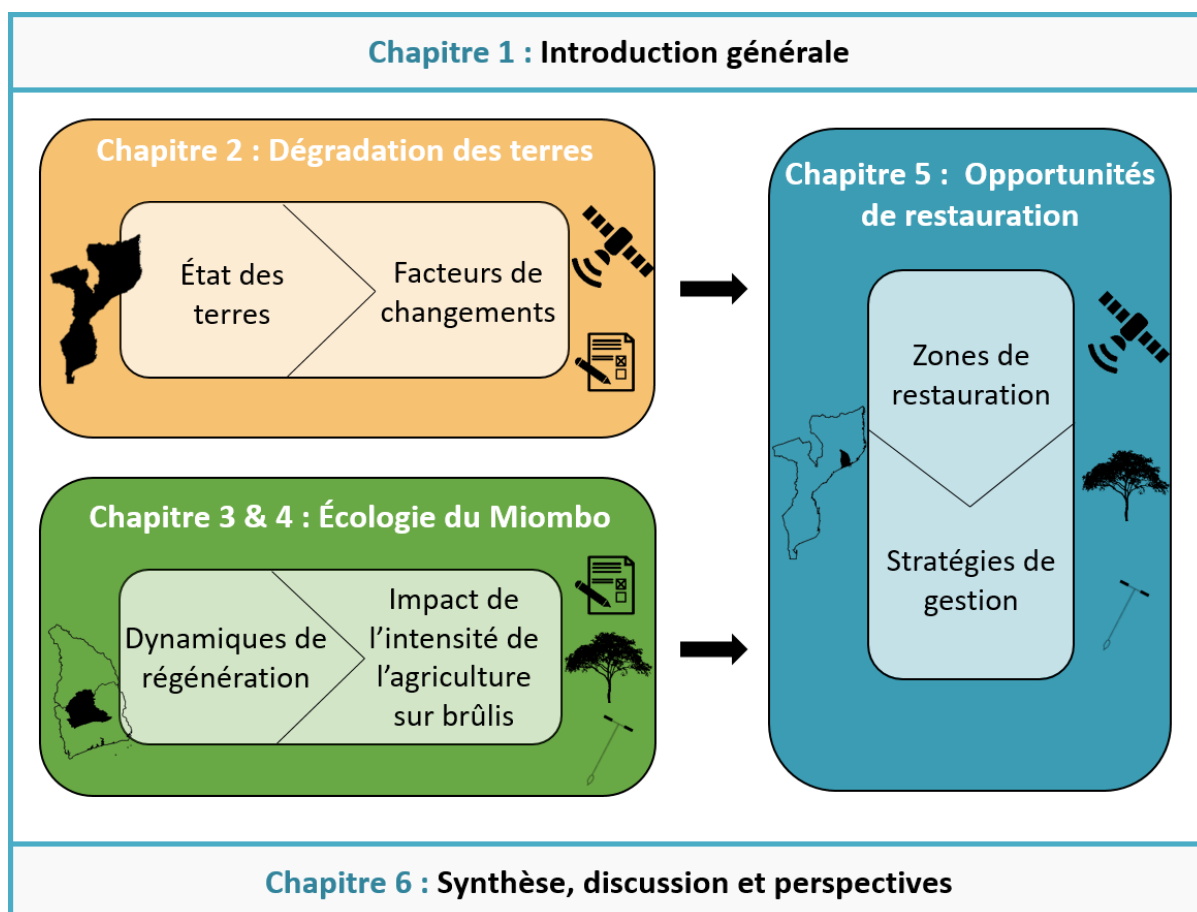 Chapitre 1 : Introduction générale
Chapitre 2 : Dégradation des terres
État des
terres
Facteurs de
changements
Chapitre 3 & 4 : Écologie du Miombo
Dynamiques de
régénération
Impact de
l’intensité de
l’agriculture
sur brûlis
Chapitre 5 : Opportunités
de restauration
Zones de
restauration
Stratégies de
gestion
Chapitre 6 : Synthèse, discussion et perspectives